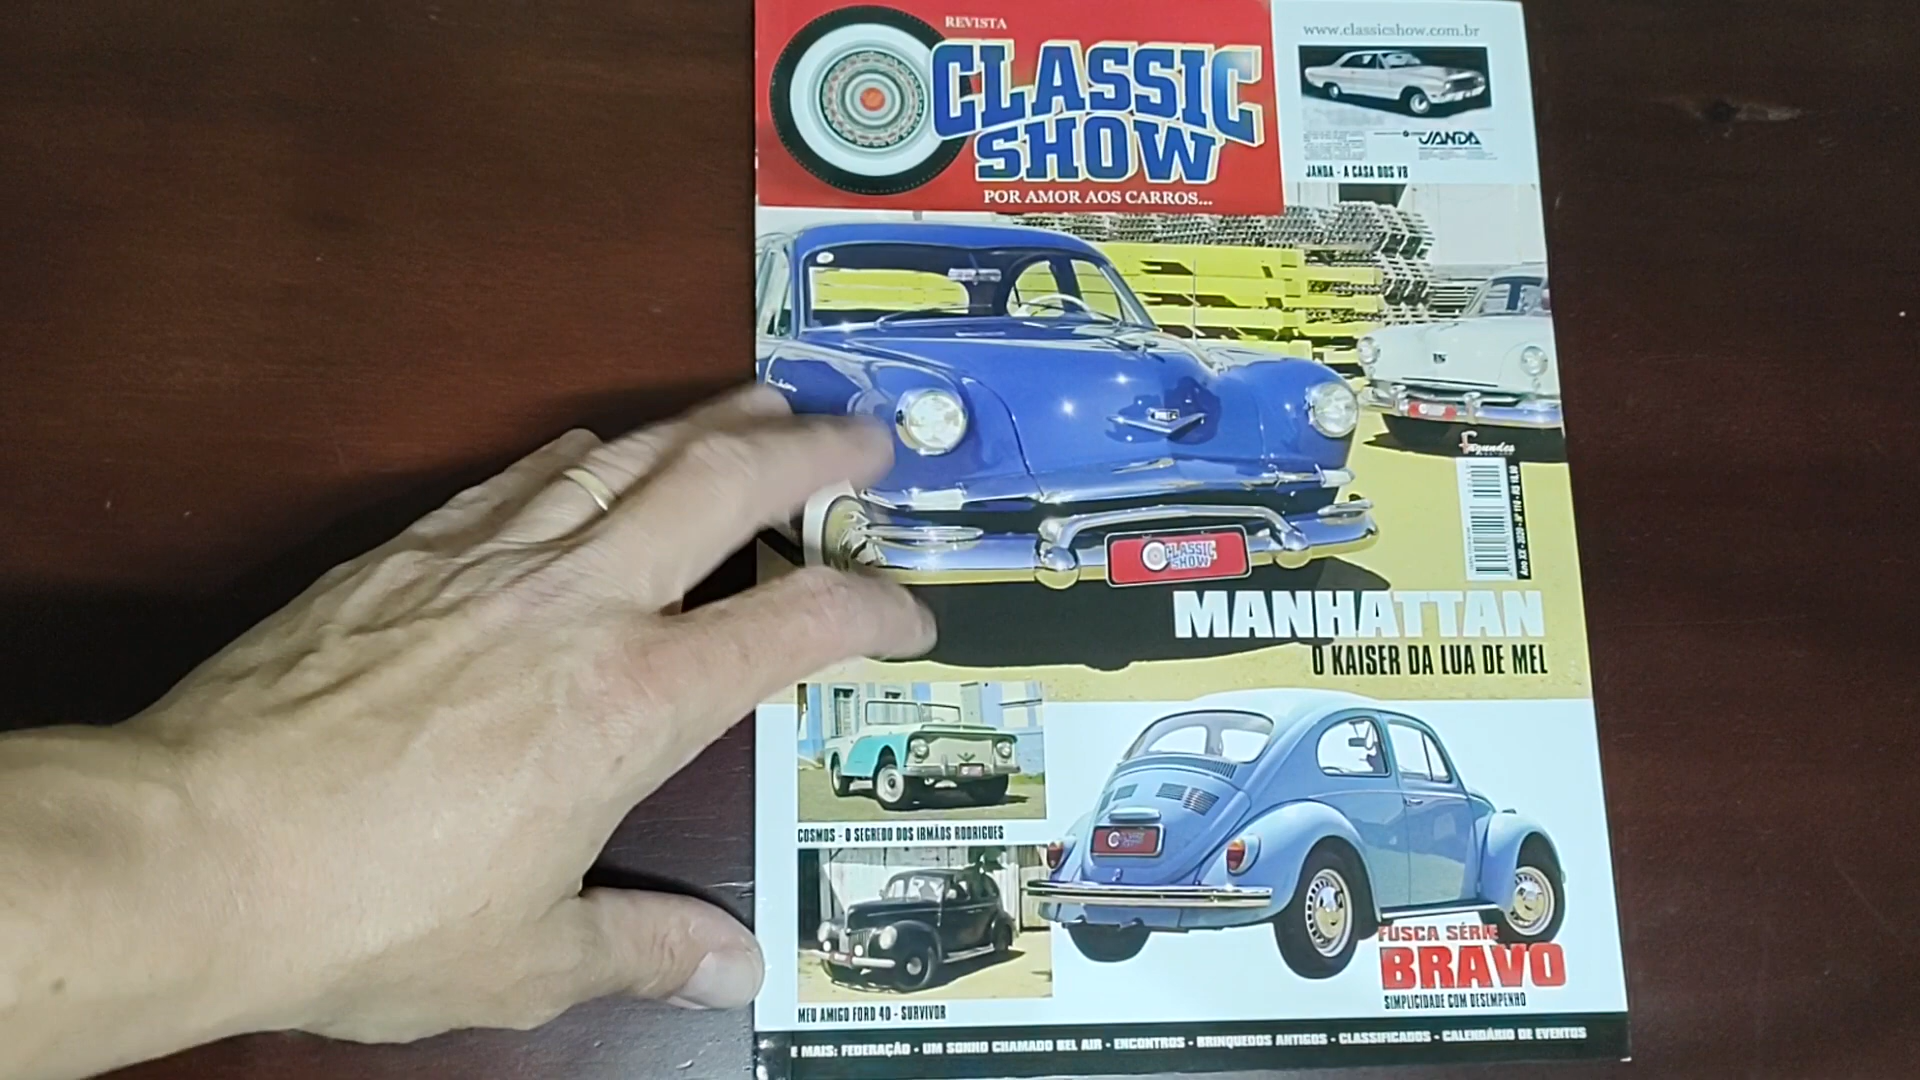 REVISTA
CLASSIC
SHOW
POR AMOR AOS CARROS...
www.classicshow.com.br
JANDA
JANDA - A CASA DOS V8
Fagundes
CLASSIC
SHOW
MANHATTAN
O KAISER DA LUA DE MEL
COSMOS - O SEGREDO DOS IRMÃOS RODRIGUES
MEU AMIGO FORD 40 - SURVIVOR
FUSCA SÉRIE
BRAVO
SIMPLICIDADE COM DESEMPENHO
E MAIS: FEDERAÇÃO - UM SONHO CHAMADO BEL AIR - ENCONTROS - BRINQUEDOS ANTIGOS - CLASSIFICADOS - CALENDÁRIO DE EVENTOS